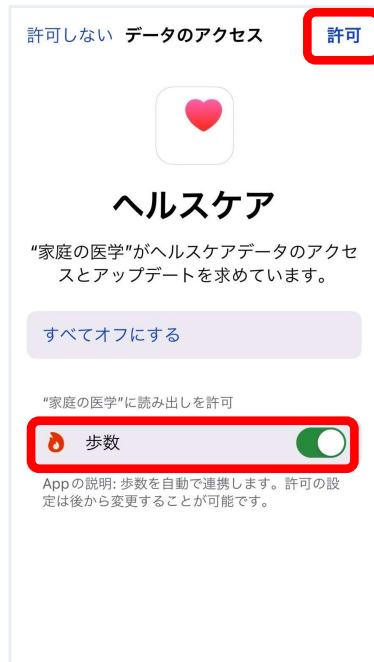 許可しない データのアクセス 許可
ヘルスケア
“家庭の医学”がヘルスケアデータのアクセ
スとアップデートを求めています。
すべてオフにする
“家庭の医学”に読み出しを許可
歩数
Appの説明: 歩数を自動で連携します。許可の設
定は後から変更することが可能です。